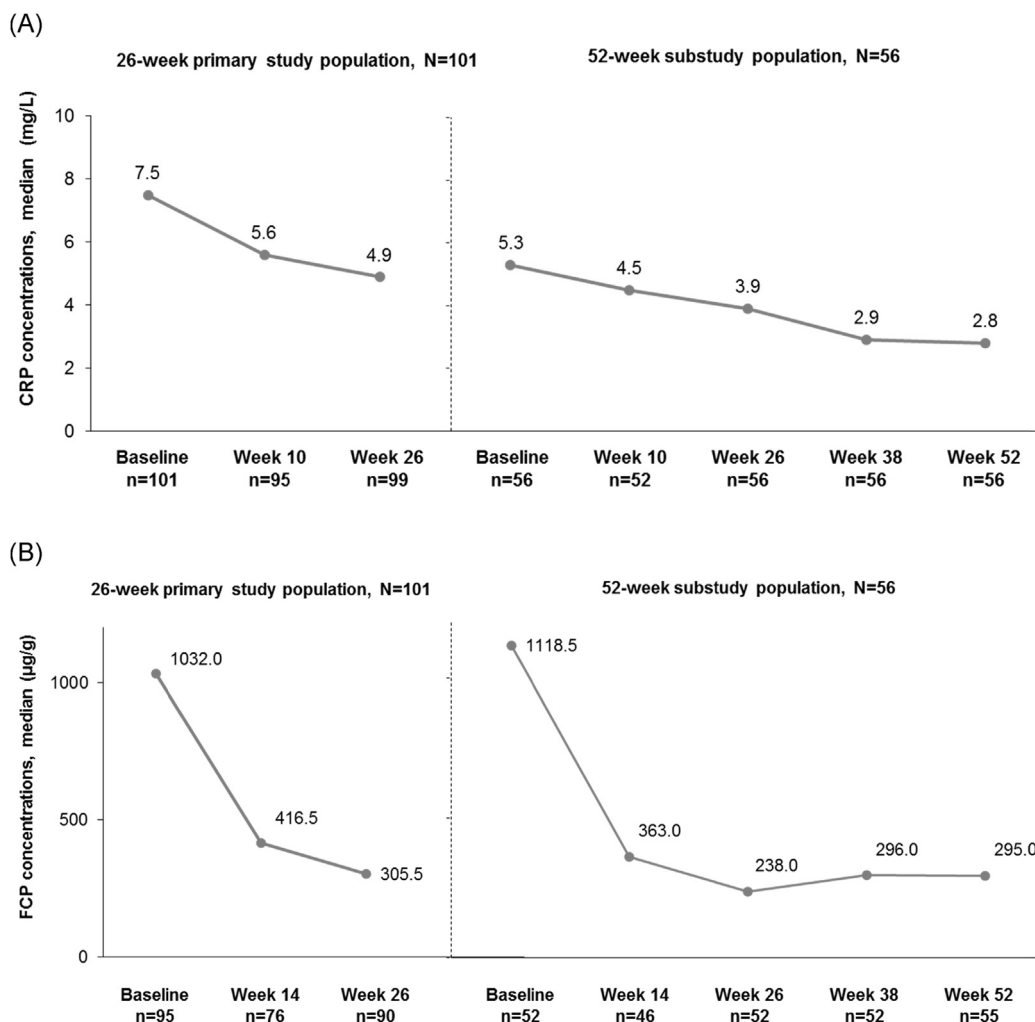 (A)
26-week primary study population, N=101
52-week substudy population, N=56
CRP concentrations, median (mg/L)
10
8
6
4
2
0
7.5
5.6
4.9
5.3
4.5
3.9
2.9
2.8
Baseline Week 10 Week 26 Baseline Week 10 Week 26 Week 38 Week 52
n=101 n=95 n=99 n=56 n=52 n=56 n=56 n=56
(B)
26-week primary study population, N=101
52-week substudy population, N=56
FCP concentrations, median (µg/g)
1000
500
0
1032.0
416.5
305.5
1118.5
363.0
238.0
296.0
295.0
Baseline Week 14 Week 26 Baseline Week 14 Week 26 Week 38 Week 52
n=95 n=76 n=90 n=52 n=46 n=52 n=52 n=55